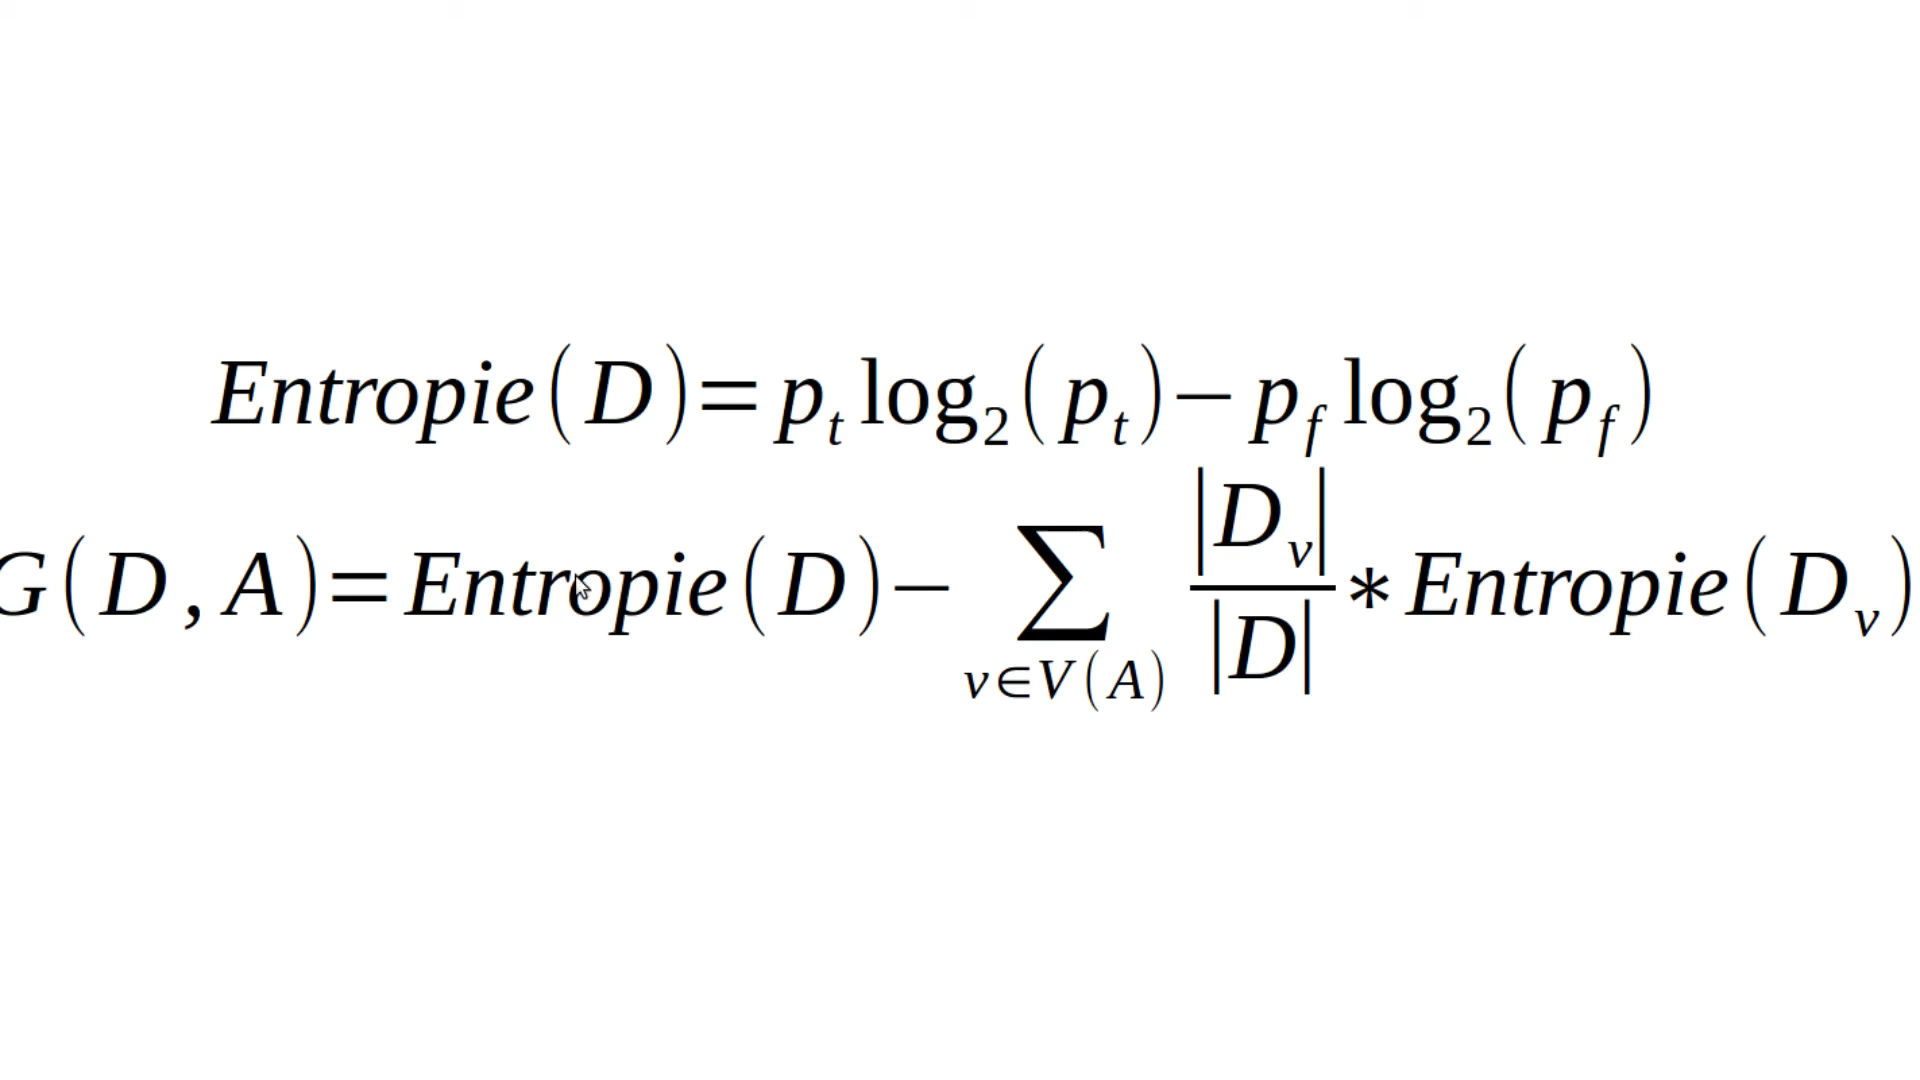 Entropie(D)=p_t log_2(p_t)−p_f log_2(p_f)
G(D,A)=Entropie(D)−∑_{v∈V(A)} |D_v|/|D| *Entropie(D_v)